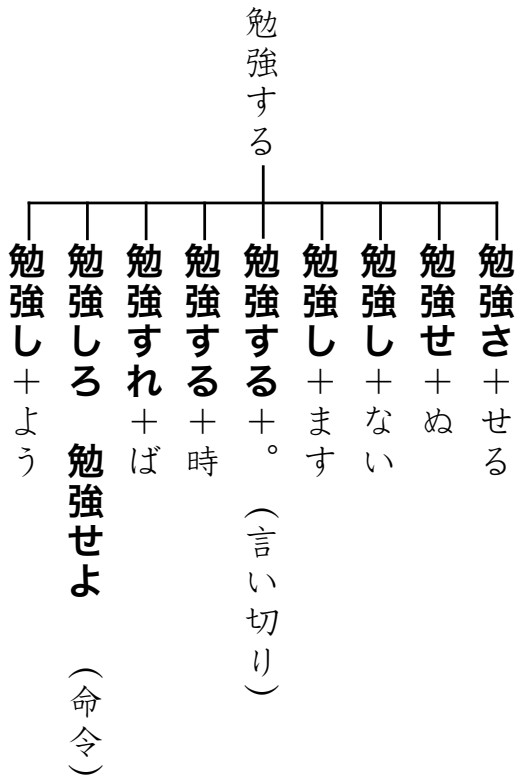 勉強する
勉強さ＋せる
勉強せ＋ぬ
勉強し＋ない
勉強し＋ます
勉強する＋。　（言い切り）
勉強する＋時
勉強すれ＋ば
勉強しろ　勉強せよ　（命令）
勉強し＋よう